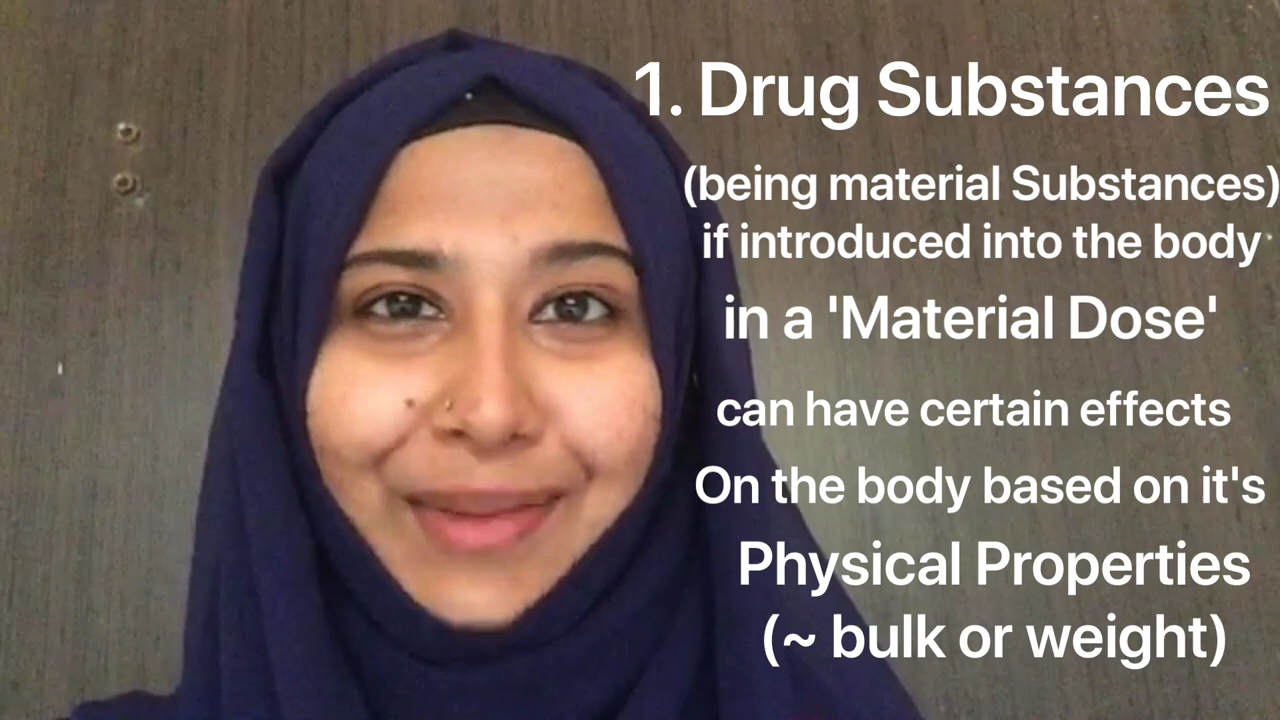 1. Drug Substances
(being material Substances)
if introduced into the body
in a 'Material Dose'
can have certain effects
On the body based on it's
Physical Properties
(~ bulk or weight)